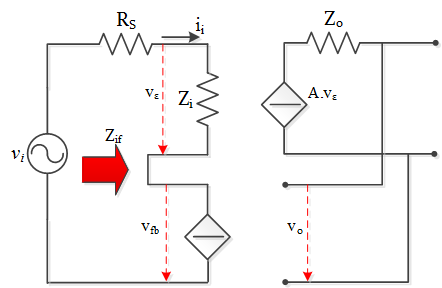 R_S
i_i
Z_o
v_ε
Z_i
A.v_ε
Z_if
v_i
v_fb
v_o